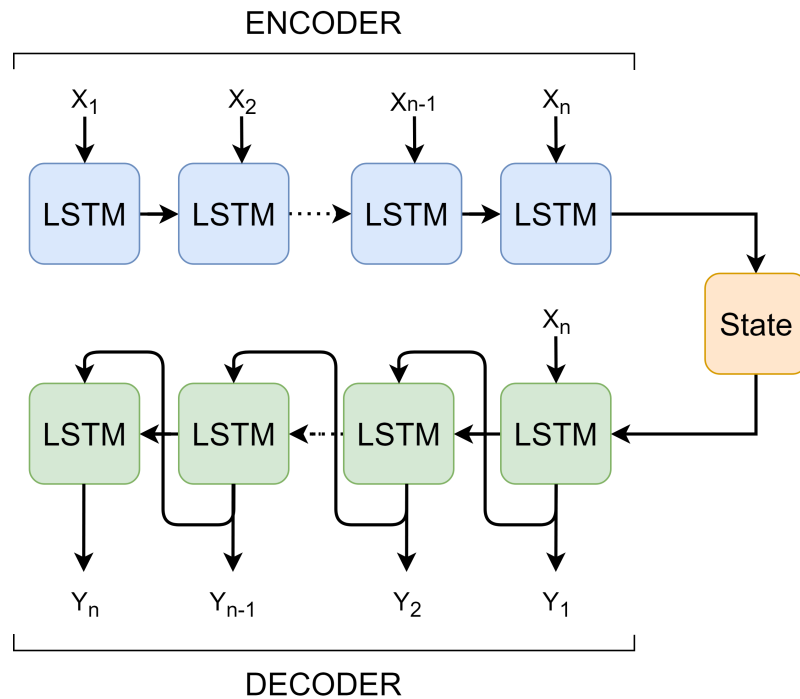 ENCODER
X1 X2 Xn-1 Xn
LSTM LSTM LSTM LSTM
State
Xn
LSTM LSTM LSTM LSTM
Yn Yn-1 Y2 Y1
DECODER